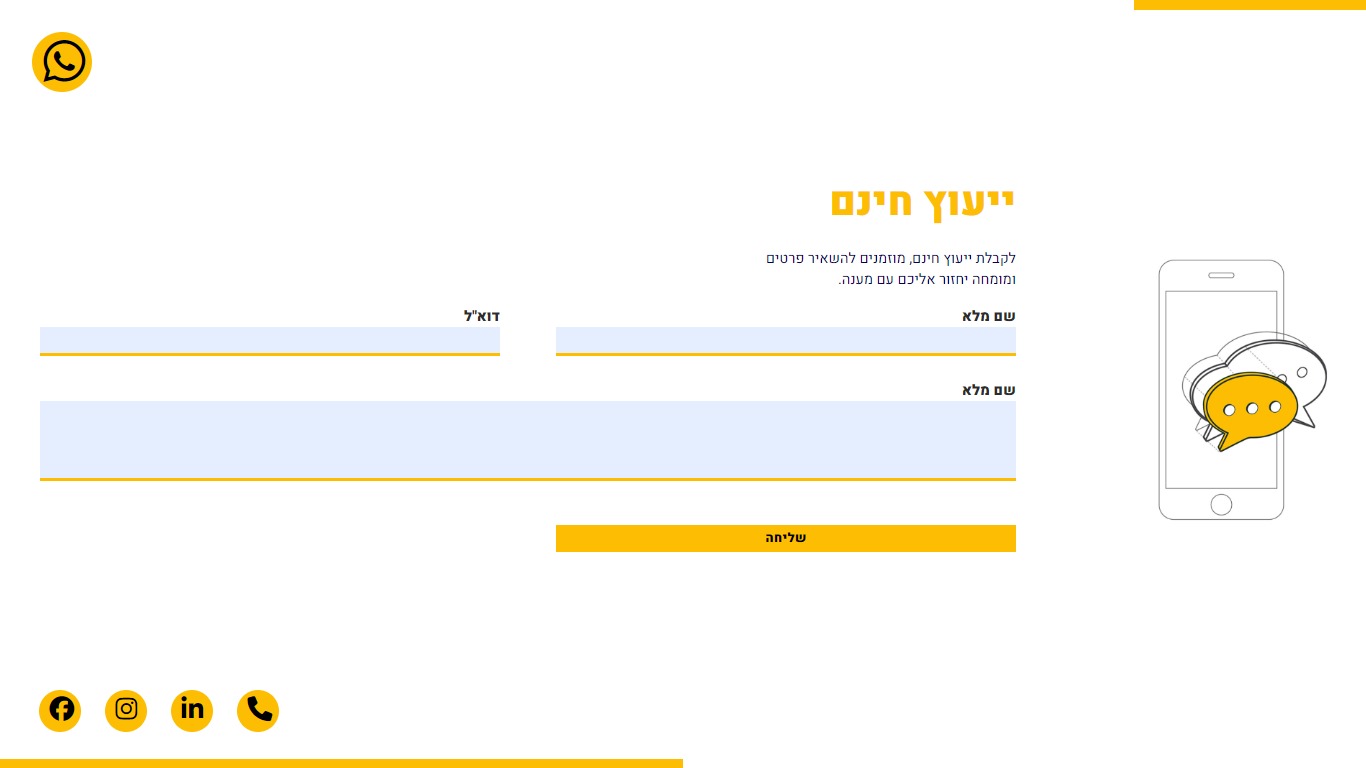 ייעוץ חינם
לקבלת ייעוץ חינם, מוזמנים להשאיר פרטים
ומומחה יחזור אליכם עם מענה.
שם מלא
דוא"ל
שם מלא
שליחה
in